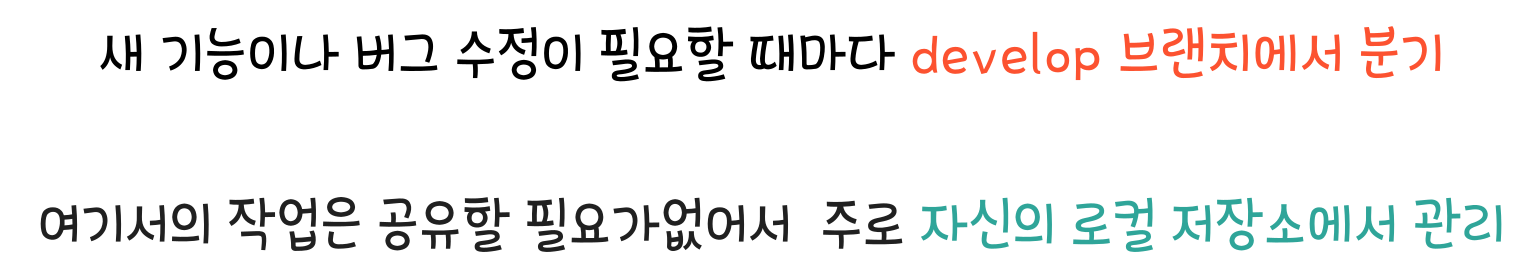 새 기능이나 버그 수정이 필요할 때마다 develop 브랜치에서 분기
여기서의 작업은 공유할 필요가없어서 주로 자신의 로컬 저장소에서 관리